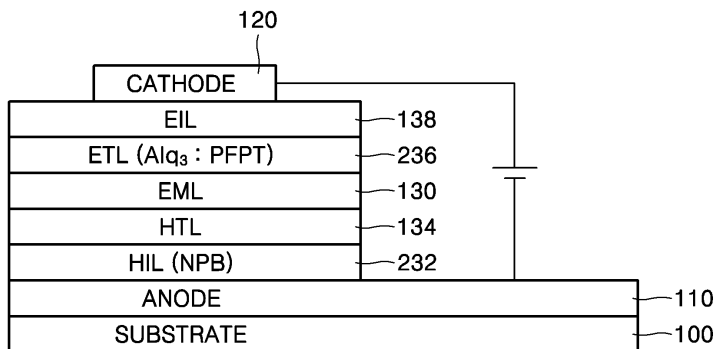 120
CATHODE
EIL 138
ETL (Alq₃ : PFPT) 236
EML 130
HTL 134
HIL (NPB) 232
ANODE 110
SUBSTRATE 100